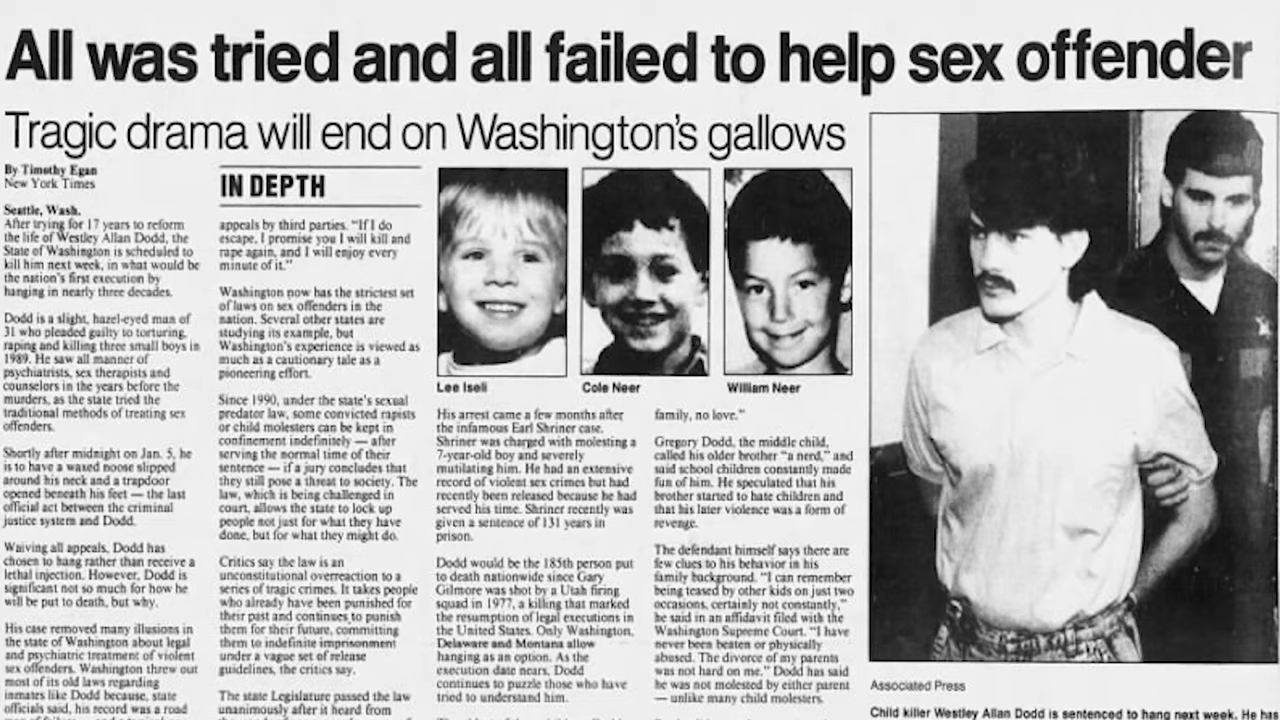 All was tried and all failed to help sex offender
Tragic drama will end on Washington's gallows
By Timothy Egan
New York Times
Seattle, Wash.
After trying for 17 years to reform
the life of Westley Allan Dodd, the
State of Washington is scheduled to
kill him next week, in what would be
the nation's first execution by
hanging in nearly three decades.
Dodd is a slight, hazel-eyed man of
31 who pleaded guilty to torturing,
raping and killing three small boys in
1989. He saw all manner of
psychiatrists, sex therapists and
counselors in the years before the
murders, as the state tried the
traditional methods of treating sex
offenders.
Shortly after midnight on Jan. 5, he
is to have a waxed noose slipped
around his neck and a trapdoor
opened beneath his feet — the last
official act between the criminal
justice system and Dodd.
Waiving all appeals, Dodd has
chosen to hang rather than receive a
lethal injection. However, Dodd is
significant not so much for how he
will be put to death, but why.
His case removed many illusions in
the state of Washington about legal
and psychiatric treatment of violent
sex offenders. Washington threw out
most of its old laws regarding
inmates like Dodd because, state
officials said, his record was a road
IN DEPTH
appeals by third parties. "If I do
escape, I promise you I will kill and
rape again, and I will enjoy every
minute of it."
Washington now has the strictest set
of laws on sex offenders in the
nation. Several other states are
studying its example, but
Washington's experience is viewed as
much as a cautionary tale as a
pioneering effort.
Since 1990, under the state's sexual
predator law, some convicted rapists
or child molesters can be kept in
confinement indefinitely — after
serving the normal time of their
sentence — if a jury concludes that
they still pose a threat to society. The
law, which is being challenged in
court, allows the state to lock up
people not just for what they have
done, but for what they might do.
Critics say the law is an
unconstitutional overreaction to a
series of tragic crimes. It takes people
who already have been punished for
their past and continues to punish
them for their future, committing
them to indefinite imprisonment
under a vague set of release
guidelines, the critics say.
The state Legislature passed the law
unanimously after it heard from
Lee Iseli
Cole Neer
William Neer
His arrest came a few months after
the infamous Earl Shriner case.
Shriner was charged with molesting a
7-year-old boy and severely
mutilating him. He had an extensive
record of violent sex crimes but had
recently been released because he had
served his time. Shriner recently was
given a sentence of 131 years in
prison.
Dodd would be the 185th person put
to death nationwide since Gary
Gilmore was shot by a Utah firing
squad in 1977, a killing that marked
the resumption of legal executions in
the United States. Only Washington,
Delaware and Montana allow
hanging as an option. As the
execution date nears, Dodd
continues to puzzle those who have
tried to understand him.
family, no love."
Gregory Dodd, the middle child,
called his older brother "a nerd," and
said school children constantly made
fun of him. He speculated that his
brother started to hate children and
that his later violence was a form of
revenge.
The defendant himself says there are
few clues to his behavior in his
family background. "I can remember
being teased by other kids on just two
occasions, certainly not constantly,"
he said in an affidavit filed with the
Washington Supreme Court. "I have
never been beaten or physically
abused. The divorce of my parents
was not hard on me." Dodd has said
he was not molested by either parent
— unlike many child molesters.
Associated Press
Child killer Westley Allan Dodd is sentenced to hang next week. He has